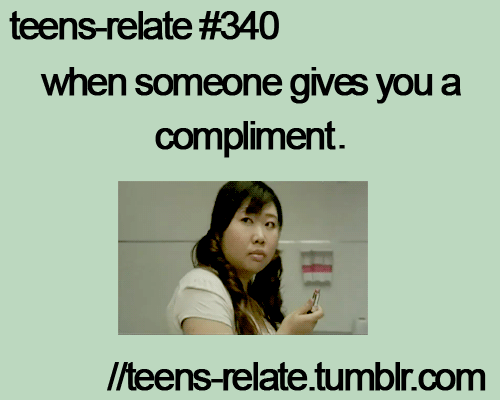 teens-relate #340
when someone gives you a
compliment.
//teens-relate.tumblr.com